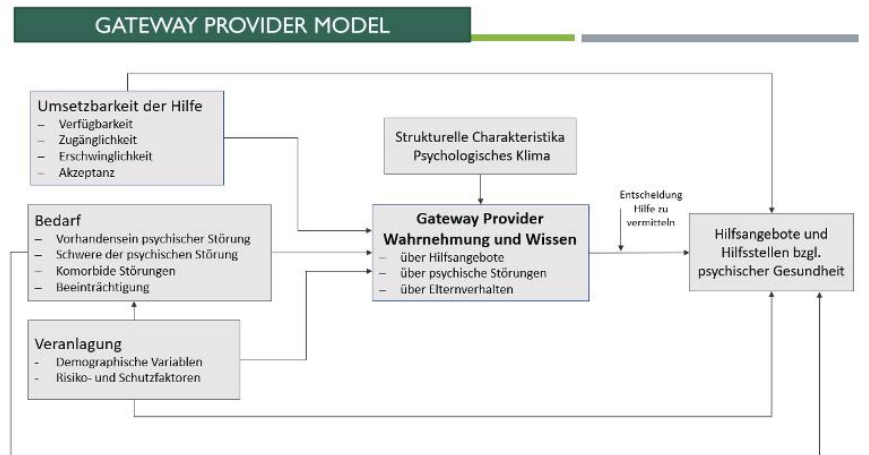 GATEWAY PROVIDER MODEL
Umsetzbarkeit der Hilfe
– Verfügbarkeit
– Zugänglichkeit
– Erschwinglichkeit
– Akzeptanz
Strukturelle Charakteristika
Psychologisches Klima
Bedarf
– Vorhandensein psychischer Störung
– Schwere der psychischen Störung
– Komorbide Störungen
– Beeinträchtigung
Gateway Provider
Wahrnehmung und Wissen
– über Hilfsangebote
– über psychische Störungen
– über Elternverhalten
Entscheidung
Hilfe zu
vermitteln
Hilfsangebote und
Hilfsstellen bzgl.
psychischer Gesundheit
Veranlagung
- Demographische Variablen
- Risiko- und Schutzfaktoren